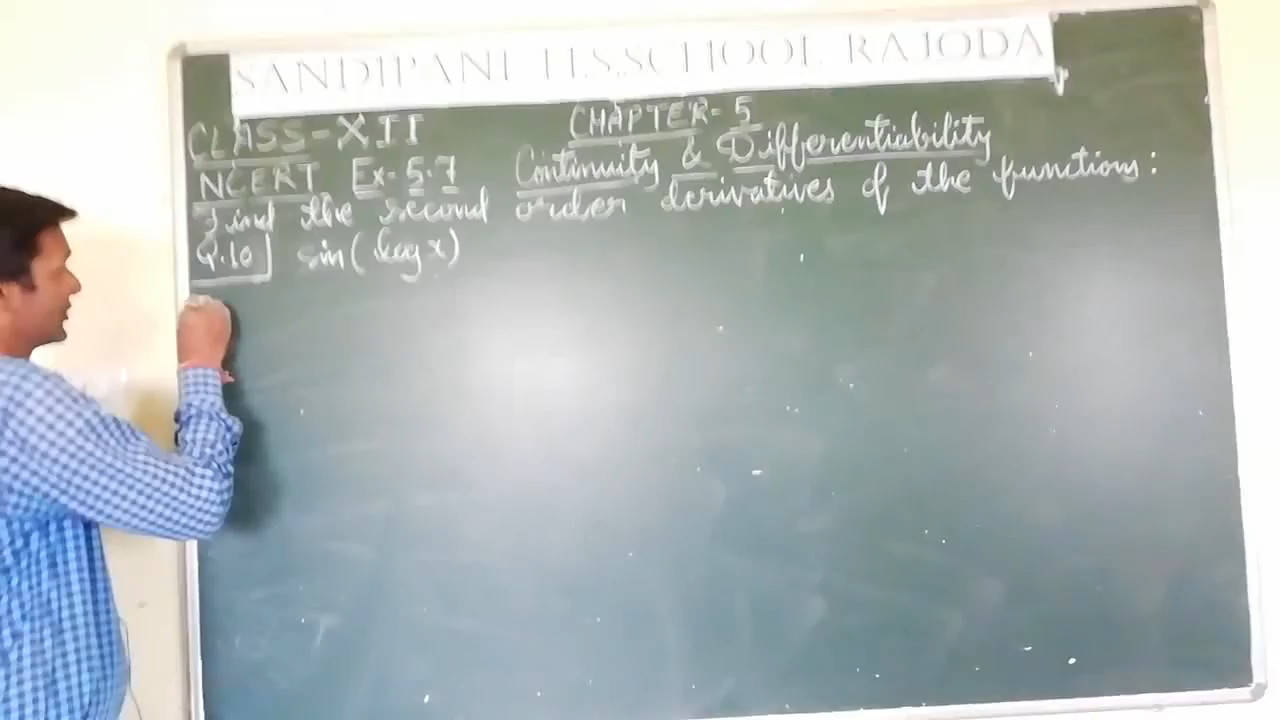 SANDIPANI H.S.SCHOOL RAJODA
CLASS-XII CHAPTER-5
NCERT Ex-5.7 Continuity & Differentiability
Find the second order derivatives of the functions:
Q.10] sin(log x)